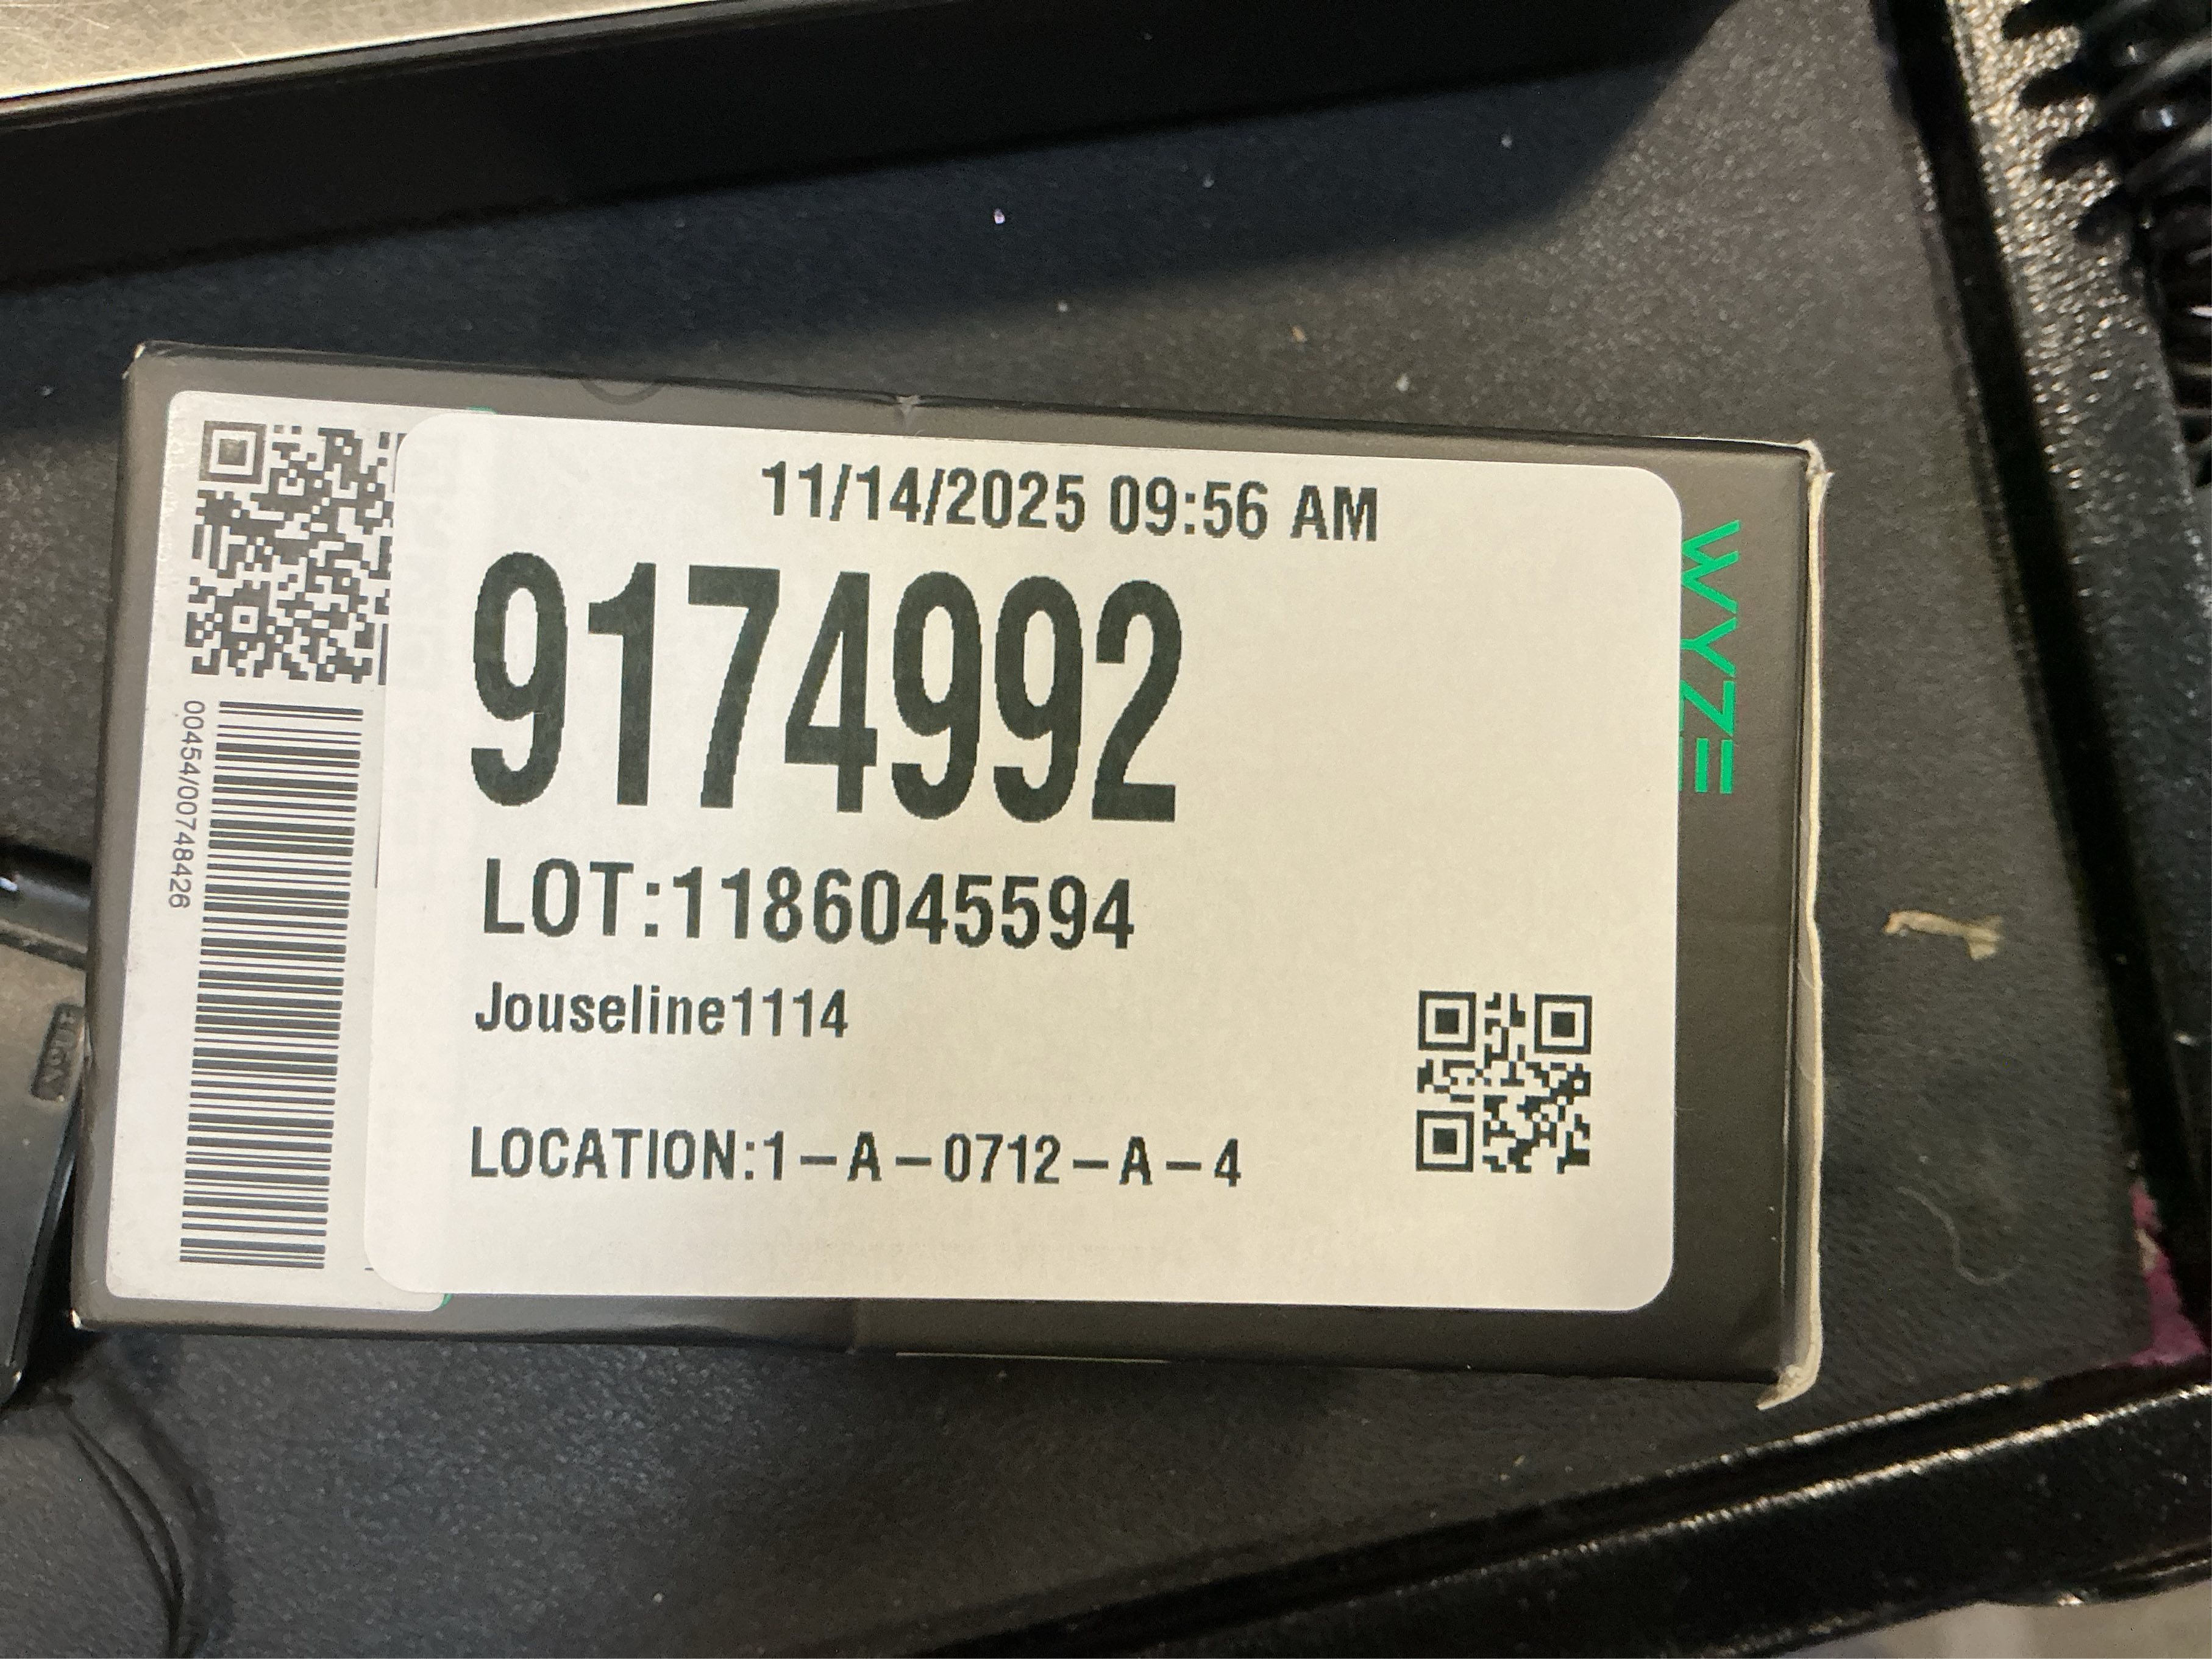 11/14/2025 09:56 AM
9174992
LOT:1186045594
Jouseline1114
LOCATION:1-A-0712-A-4
00454/00748426
WYZE